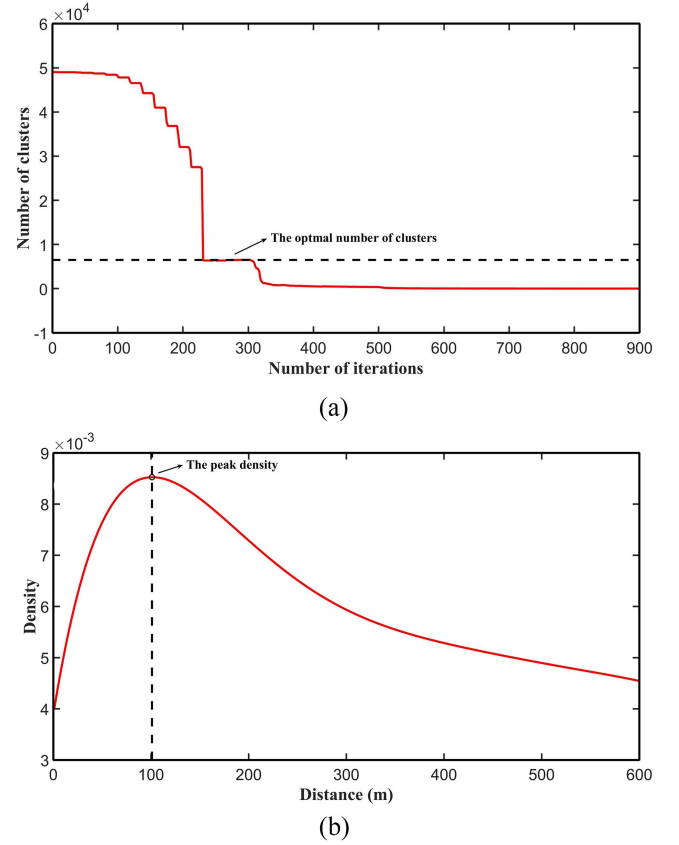 ×10^4
6
5
4
3
2
1
0
-1
Number of clusters
The optmal number of clusters
0 100 200 300 400 500 600 700 800 900
Number of iterations
(a)
×10^-3
9
8
7
6
5
4
3
Density
The peak density
0 100 200 300 400 500 600
Distance (m)
(b)